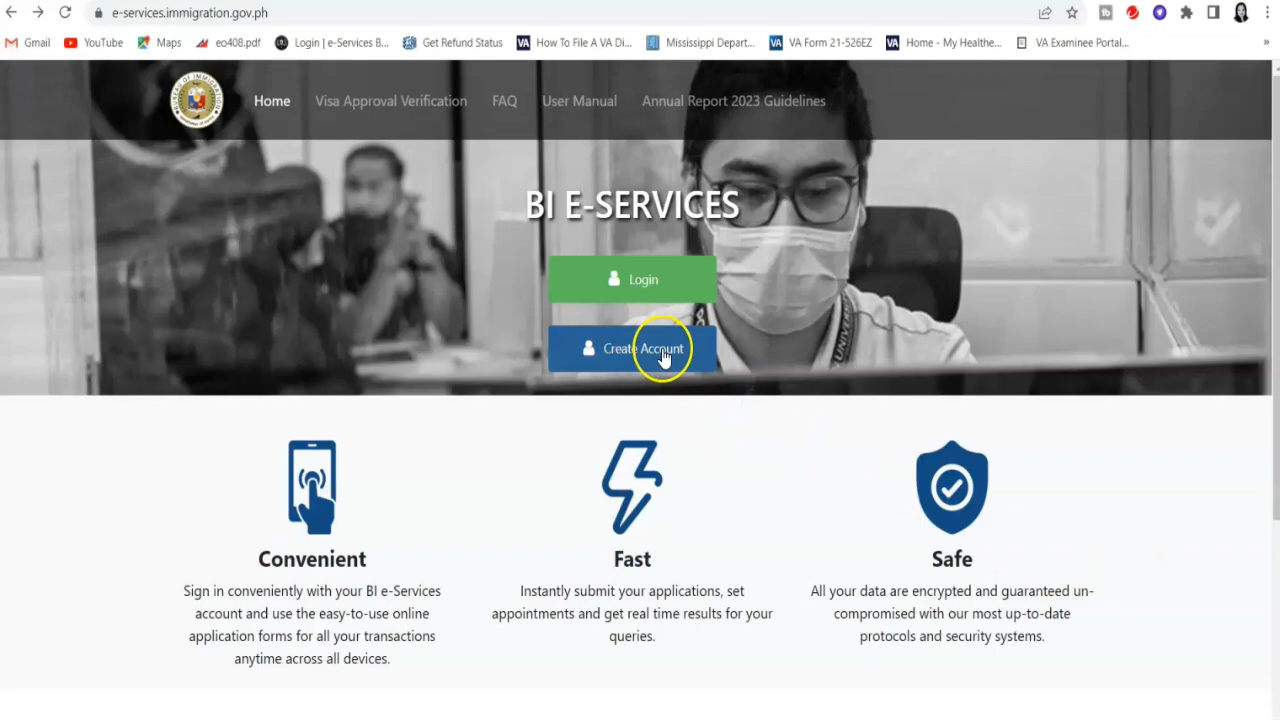 e-services.immigration.gov.ph
Gmail YouTube Maps eo408.pdf Login | e-Services B... Get Refund Status How To File A VA Di... Mississippi Depart... VA Form 21-526EZ Home - My Healthe... VA Examinee Portal... »
Home Visa Approval Verification FAQ User Manual Annual Report 2023 Guidelines
BI E-SERVICES
Login
Create Account
Convenient
Sign in conveniently with your BI e-Services
account and use the easy-to-use online
application forms for all your transactions
anytime across all devices.
Fast
Instantly submit your applications, set
appointments and get real time results for your
queries.
Safe
All your data are encrypted and guaranteed un-
compromised with our most up-to-date
protocols and security systems.